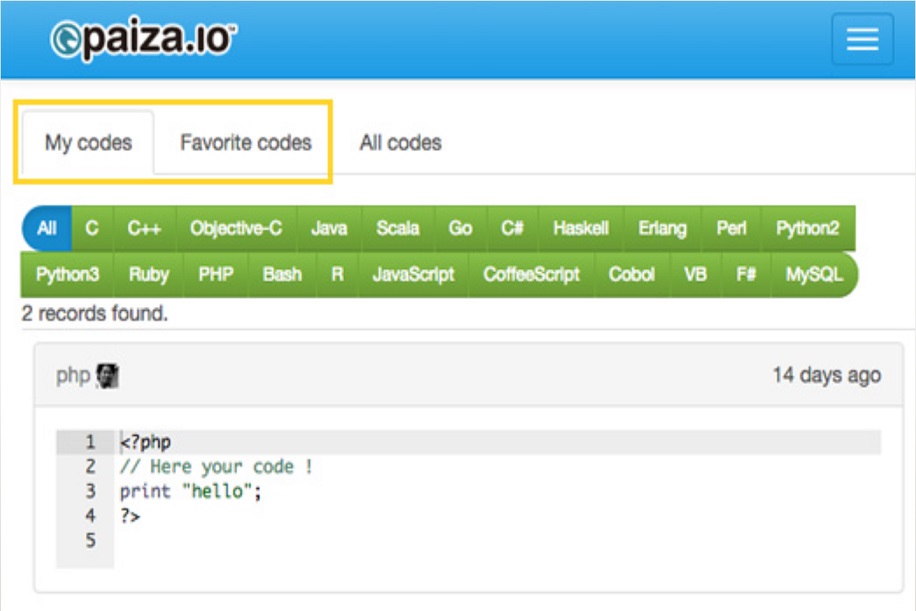 paiza.IO
My codes Favorite codes All codes
All C C++ Objective-C Java Scala Go C# Haskell Erlang Perl Python2
Python3 Ruby PHP Bash R JavaScript CoffeeScript Cobol VB F# MySQL
2 records found.
php 14 days ago
1 <?php
2 // Here your code !
3 print "hello";
4 ?>
5